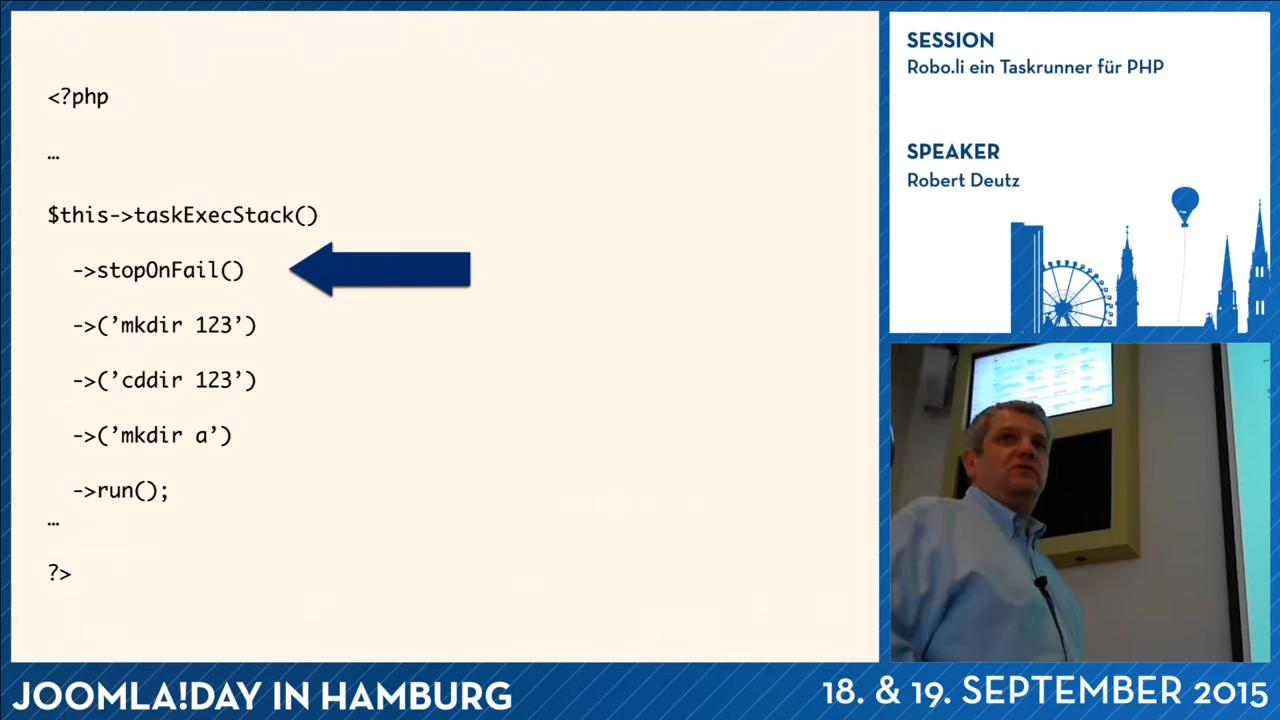 <?php
…
$this->taskExecStack()
->stopOnFail()
->(’mkdir 123’)
->(’cddir 123’)
->(’mkdir a’)
->run();
…
?>
SESSION
Robo.li ein Taskrunner für PHP
SPEAKER
Robert Deutz
JOOMLA!DAY IN HAMBURG
18. & 19. SEPTEMBER 2015